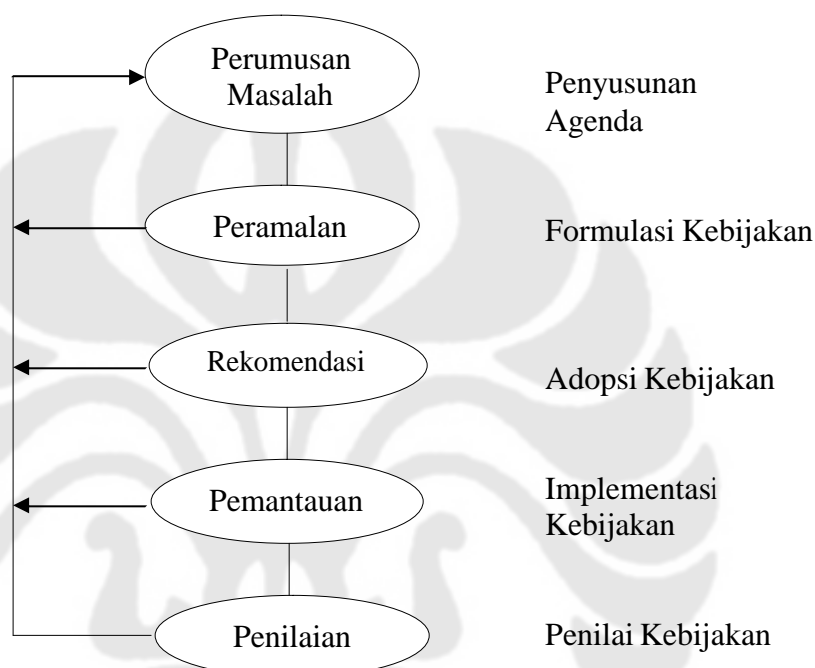 Perumusan
Masalah
Penyusunan
Agenda
Peramalan
Formulasi Kebijakan
Rekomendasi
Adopsi Kebijakan
Pemantauan
Implementasi
Kebijakan
Penilaian
Penilai Kebijakan